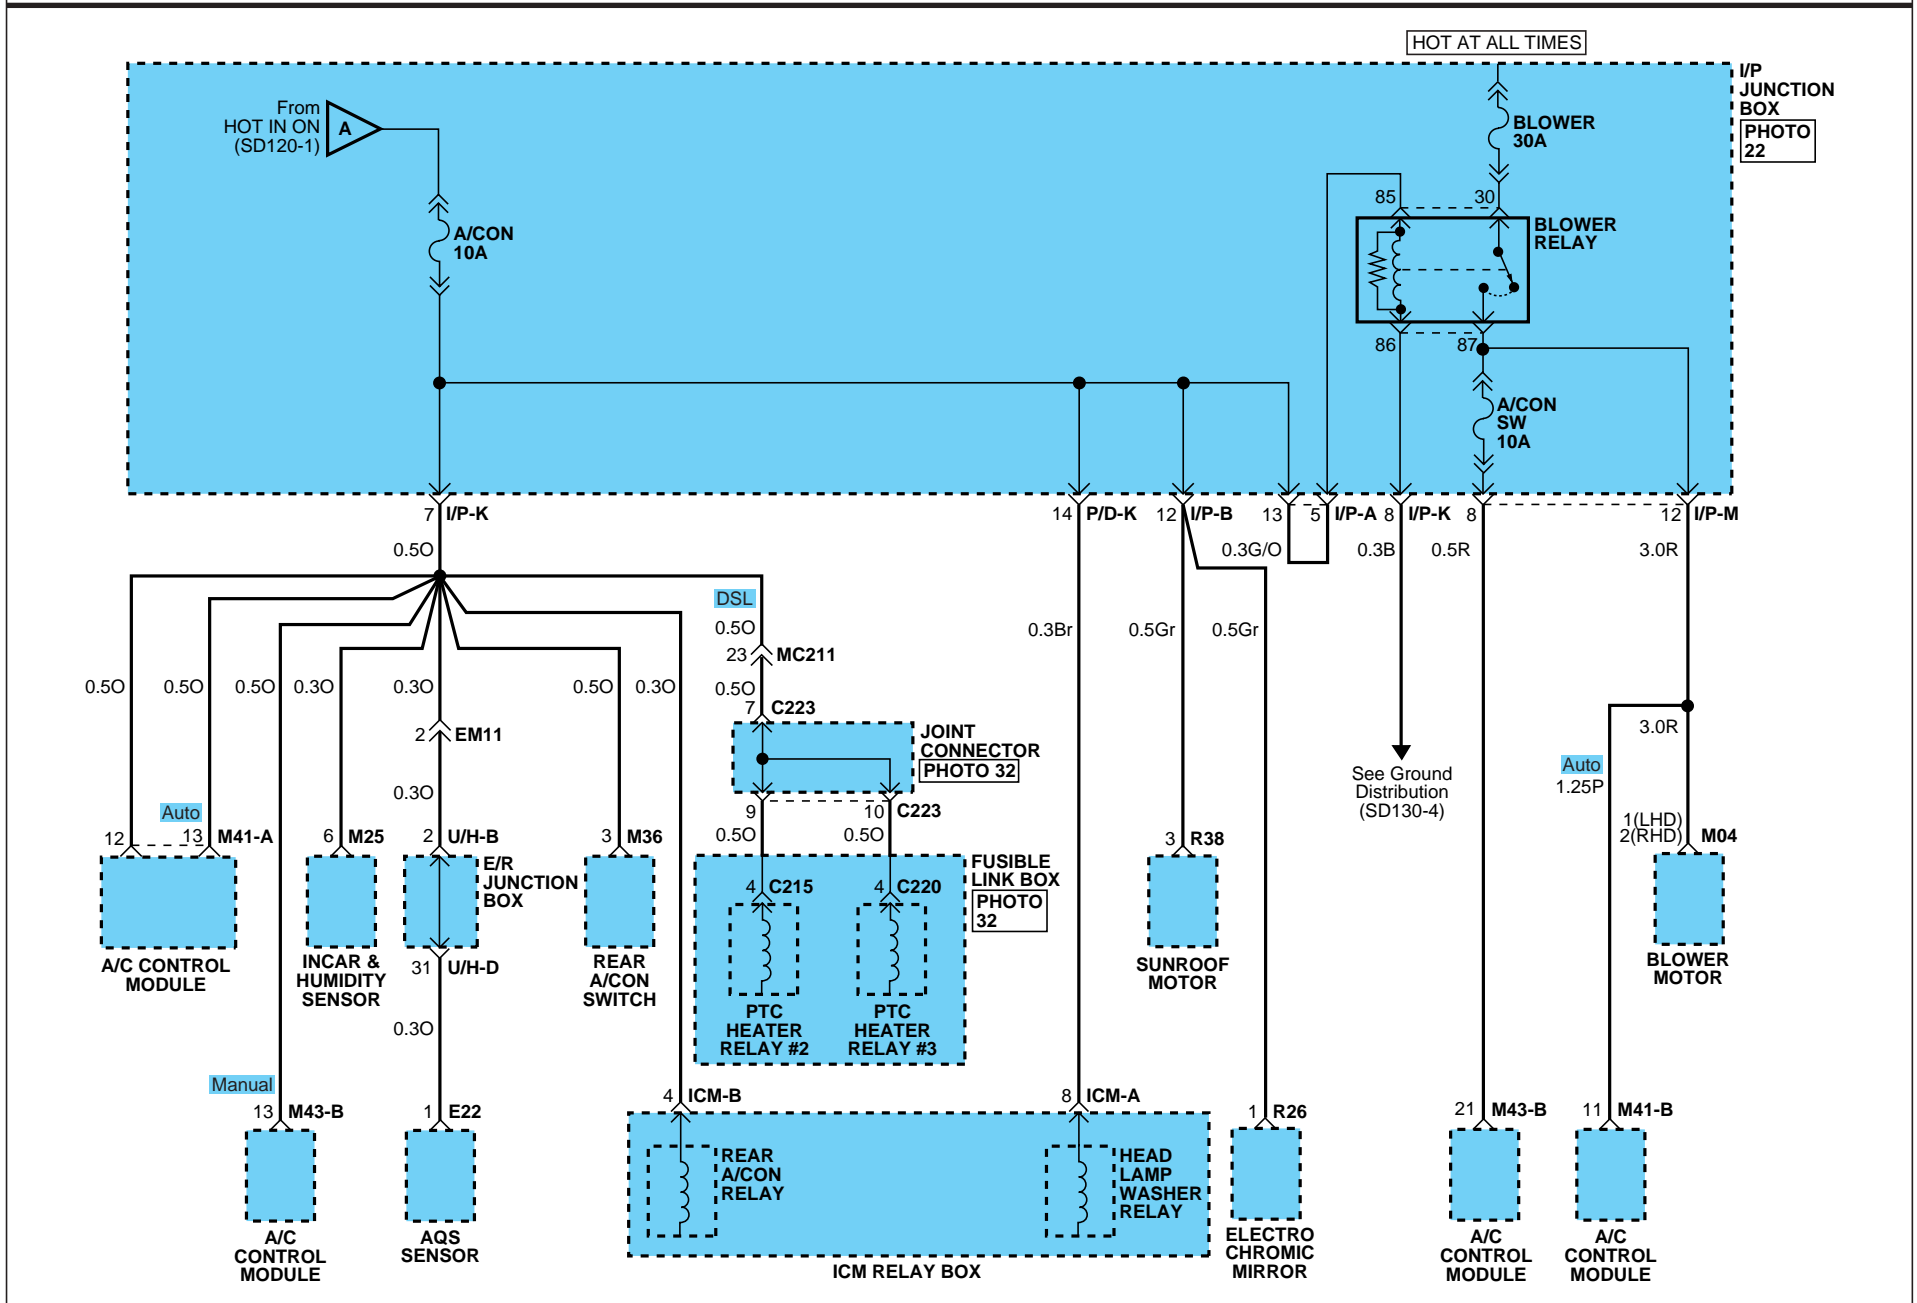 HOT AT ALL TIMES
I/P
JUNCTION
BOX
PHOTO
22
From
HOT IN ON
(SD120-1)
A
BLOWER
30A
A/CON
10A
85
30
BLOWER
RELAY
86
87
A/CON
SW
10A
7 I/P-K
14 P/D-K
12 I/P-B
13
5 I/P-A
8 I/P-K
8
12 I/P-M
0.5O
0.3G/O
0.3B
0.5R
3.0R
DSL
0.5O
0.3Br
0.5Gr
0.5Gr
23 MC211
0.5O
0.5O
0.5O
0.3O
0.3O
0.5O
0.3O
0.5O
7 C223
2 EM11
JOINT
CONNECTOR
PHOTO 32
3.0R
See Ground
Distribution
(SD130-4)
Auto
1.25P
0.3O
Auto
9
10 C223
0.5O
0.5O
1(LHD)
2(RHD)
M04
12
13 M41-A
6 M25
2 U/H-B
3 M36
3 R38
E/R
JUNCTION
BOX
FUSIBLE
LINK BOX
PHOTO
32
4 C215
4 C220
A/C CONTROL
MODULE
INCAR &
HUMIDITY
SENSOR
31 U/H-D
REAR
A/CON
SWITCH
SUNROOF
MOTOR
BLOWER
MOTOR
0.3O
PTC
HEATER
RELAY #2
PTC
HEATER
RELAY #3
Manual
13 M43-B
1 E22
4 ICM-B
8 ICM-A
1 R26
21 M43-B
11 M41-B
REAR
A/CON
RELAY
HEAD
LAMP
WASHER
RELAY
A/C
CONTROL
MODULE
AQS
SENSOR
ICM RELAY BOX
ELECTRO
CHROMIC
MIRROR
A/C
CONTROL
MODULE
A/C
CONTROL
MODULE